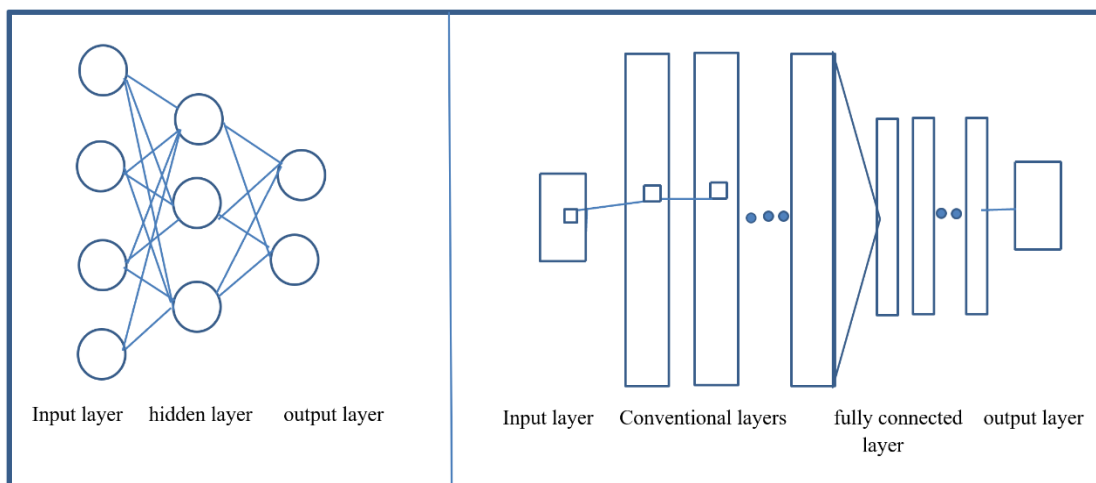 Input layer hidden layer output layer
Input layer Conventional layers fully connected output layer
layer